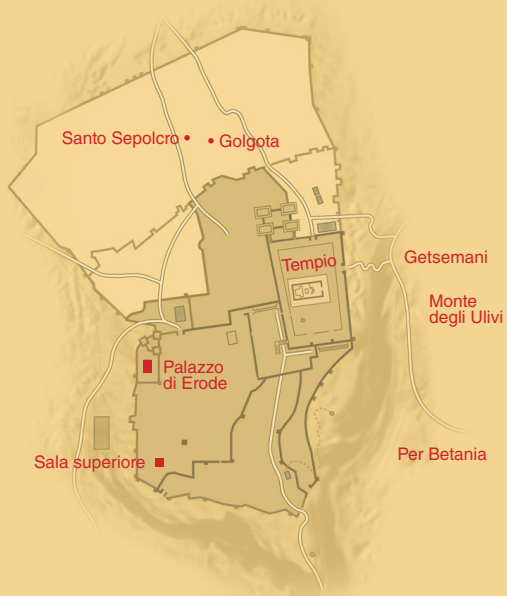 Santo Sepolcro
Golgota
Tempio
Getsemani
Monte
degli Ulivi
Palazzo
di Erode
Per Betania
Sala superiore